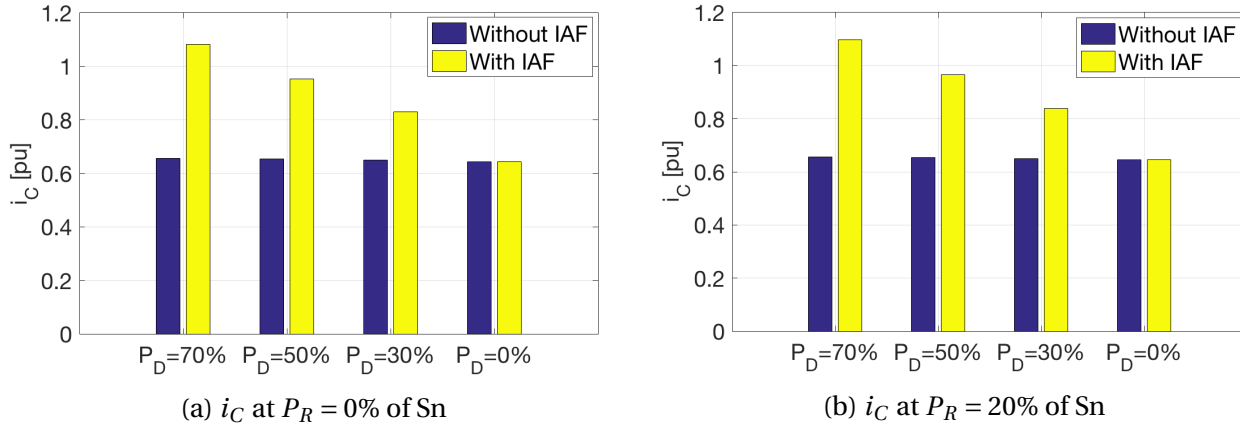 1.2
1
0.8
0.6
0.4
0.2
0
i_C [pu]
Without IAF
With IAF
P_D=70% P_D=50% P_D=30% P_D=0%
(a) i_C at P_R = 0% of Sn
1.2
1
0.8
0.6
0.4
0.2
0
i_C [pu]
Without IAF
With IAF
P_D=70% P_D=50% P_D=30% P_D=0%
(b) i_C at P_R = 20% of Sn